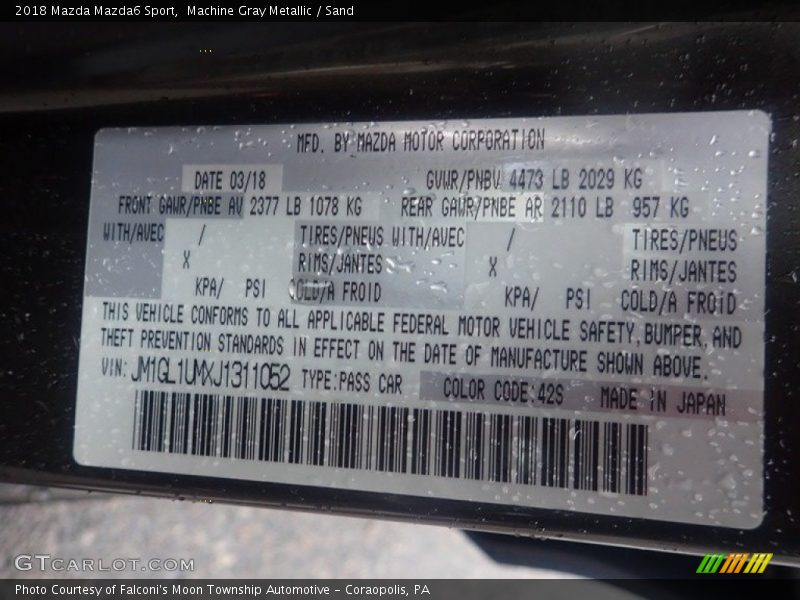 2018 Mazda Mazda6 Sport,  Machine Gray Metallic / Sand
MFD. BY MAZDA MOTOR CORPORATION
DATE 03/18 GVWR/PNBV 4473 LB 2029 KG
FRONT GAWR/PNBE AV 2377 LB 1078 KG REAR GAWR/PNBE AR 2110 LB 957 KG
WITH/AVEC / TIRES/PNEUS WITH/AVEC / TIRES/PNEUS
X RIMS/JANTES X RIMS/JANTES
KPA/ PSI COLD/A FROID KPA/ PSI COLD/A FROID
THIS VEHICLE CONFORMS TO ALL APPLICABLE FEDERAL MOTOR VEHICLE SAFETY, BUMPER, AND
THEFT PREVENTION STANDARDS IN EFFECT ON THE DATE OF MANUFACTURE SHOWN ABOVE.
VIN: JM1GL1UMXJ1311052 TYPE:PASS CAR COLOR CODE:42S MADE IN JAPAN
GTCARLOT.COM
Photo Courtesy of Falconi's Moon Township Automotive - Coraopolis, PA